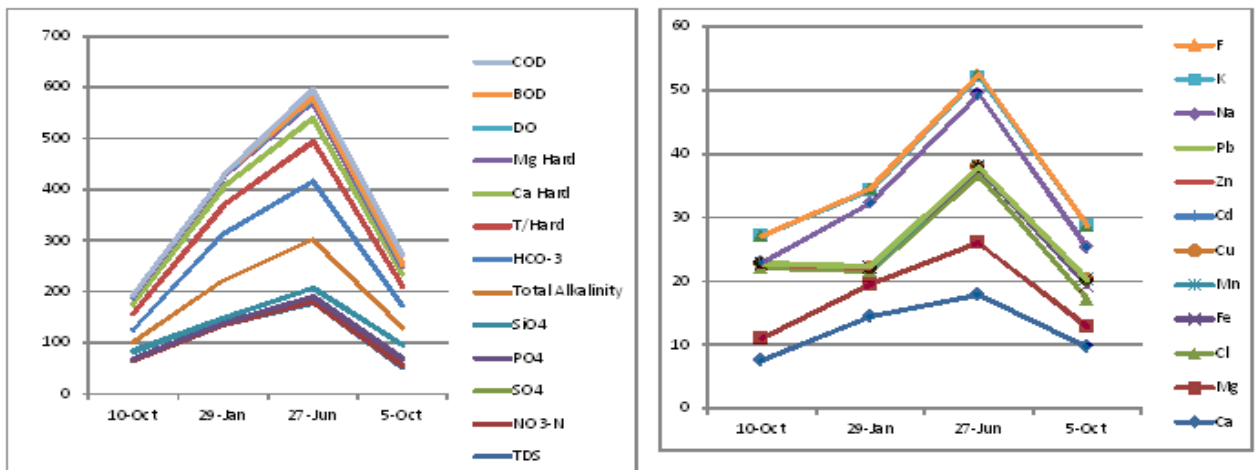 700
600
500
400
300
200
100
0
10-Oct 29-Jan 27-Jun 5-Oct
COD
BOD
DO
Mg Hard
Ca Hard
T/Hard
HCO-3
Total Alkalinity
SiO4
PO4
SO4
NO3-N
TDS
60
50
40
30
20
10
0
10-Oct 29-Jan 27-Jun 5-Oct
F
K
Na
Pb
Zn
Cd
Cu
Mn
Fe
Cl
Mg
Ca